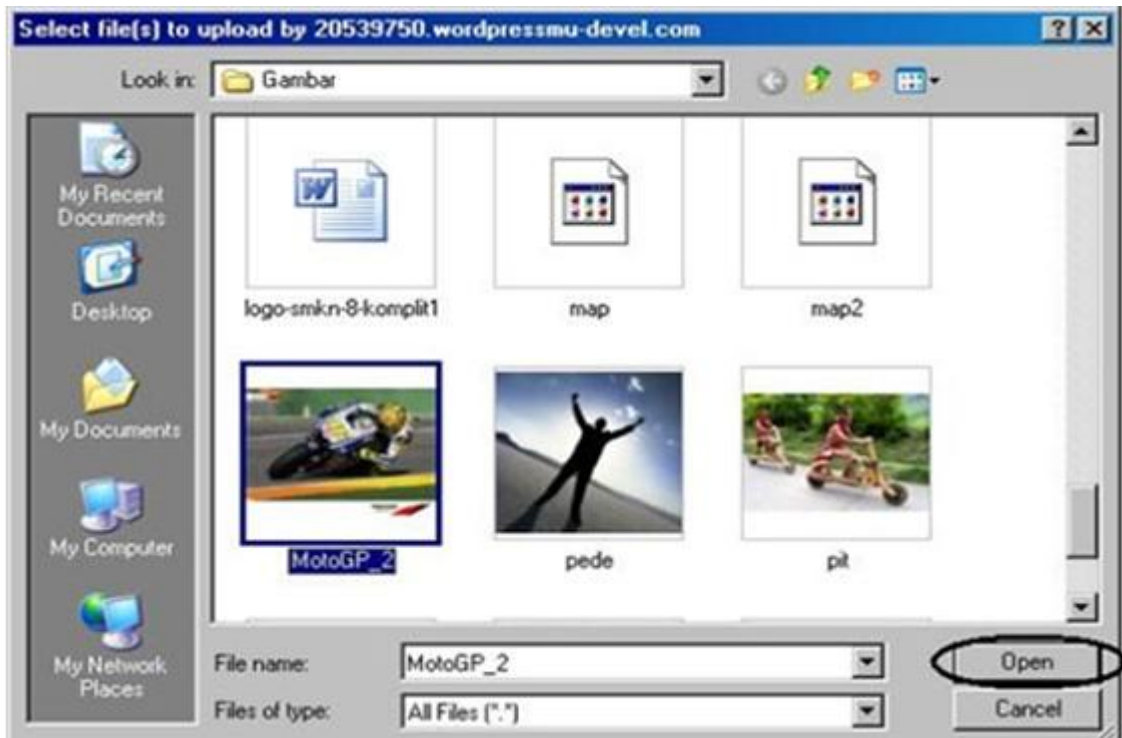 Select file[s] to upload by 20539750.wordpressmu-devel.com
Look in:
Gambar
My Recent
Documents
Desktop
My Documents
My Computer
My Network
Places
logo-smkn-8-komplit1
map
map2
MotoGP_2
pede
pit
File name:
MotoGP_2
Open
Files of type:
All Files (*.*)
Cancel